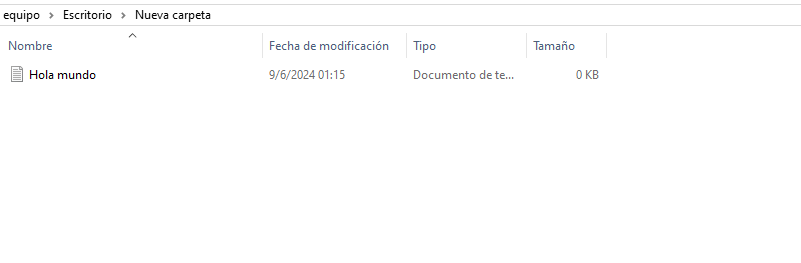 equipo > Escritorio > Nueva carpeta
Nombre Fecha de modificación Tipo Tamaño
Hola mundo 9/6/2024 01:15 Documento de te... 0 KB